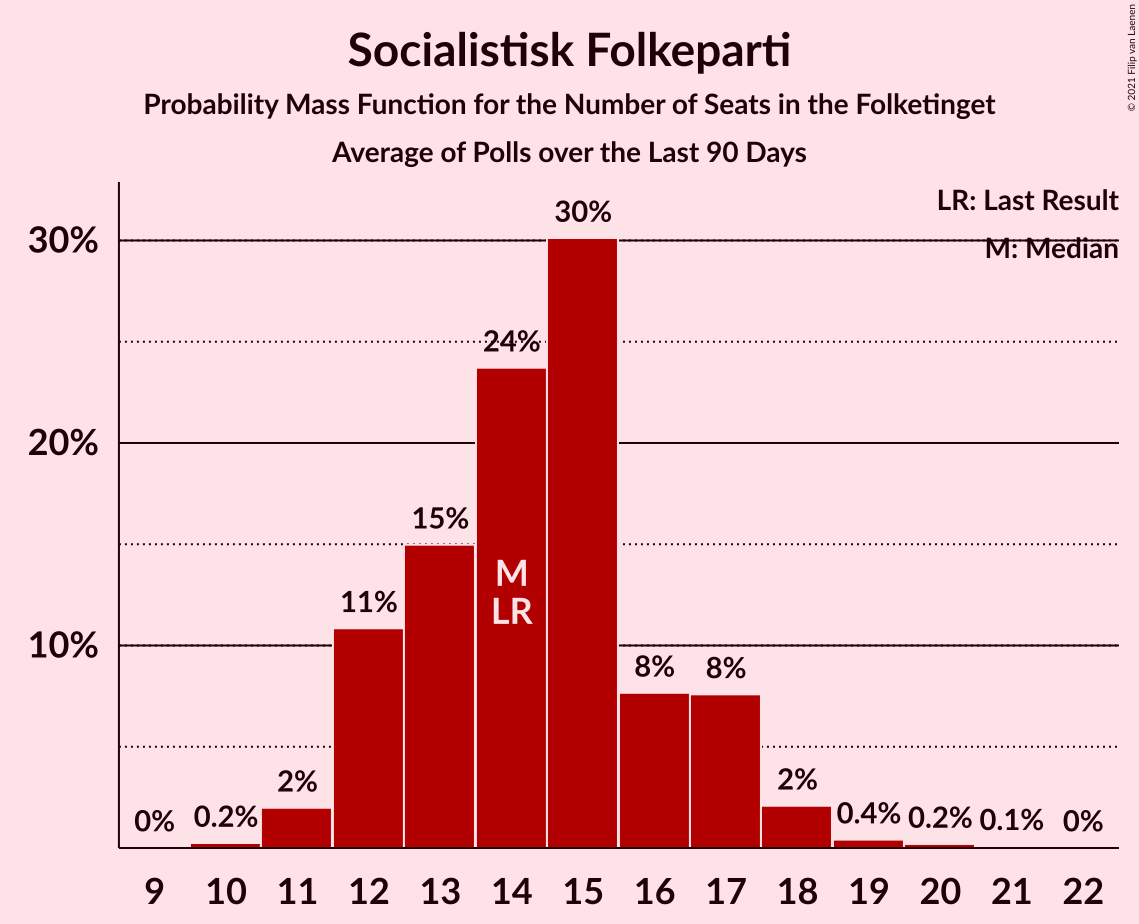 Socialistisk Folkeparti
Probability Mass Function for the Number of Seats in the Folketinget
Average of Polls over the Last 90 Days
© 2021 Filip van Laenen
LR: Last Result
M: Median
30%
20%
10%
0%
0.2%
2%
11%
15%
24%
30%
8%
8%
2%
0.4%
0.2%
0.1%
0%
M
LR
9 10 11 12 13 14 15 16 17 18 19 20 21 22